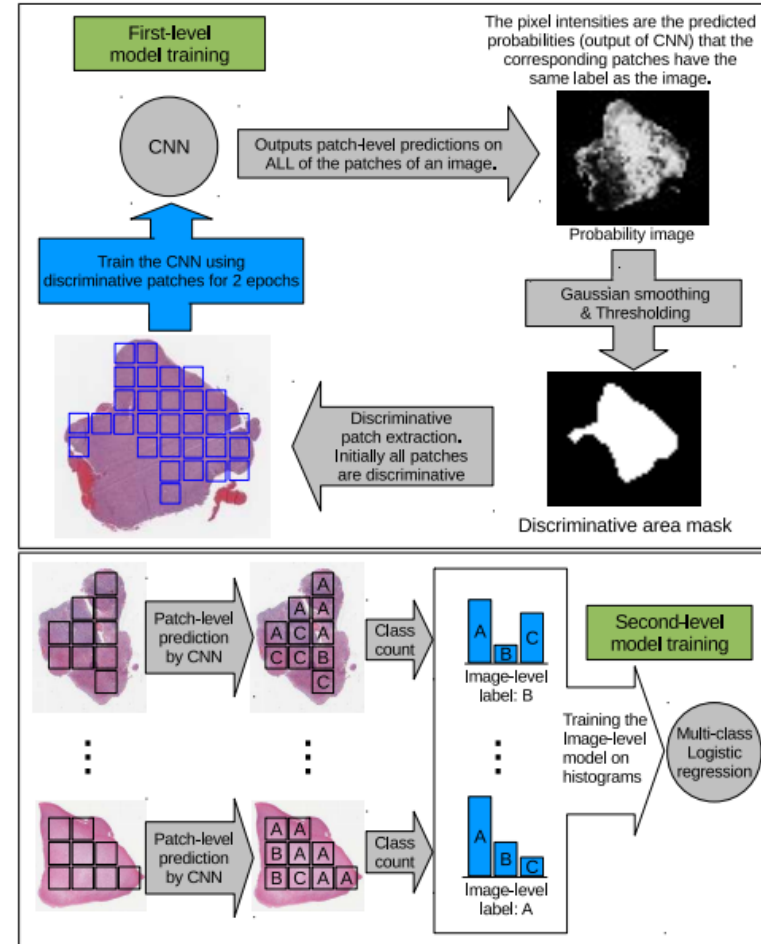 First-level
model training
The pixel intensities are the predicted
probabilities (output of CNN) that the
corresponding patches have the
same label as the image.
CNN
Outputs patch-level predictions on
ALL of the patches of an image.
Probability image
Train the CNN using
discriminative patches for 2 epochs
Gaussian smoothing
& Thresholding
Discriminative
patch extraction.
Initially all patches
are discriminative
Discriminative area mask
Patch-level
prediction
by CNN
A
A A
A C A
C C B
C
Class
count
A B C
Image-level
label: B
Second-level
model training
Training the
Image-level
model on
histograms
Multi-class
Logistic
regression
Patch-level
prediction
by CNN
A A
B A A
B C A A
Class
count
A B C
Image-level
label: A